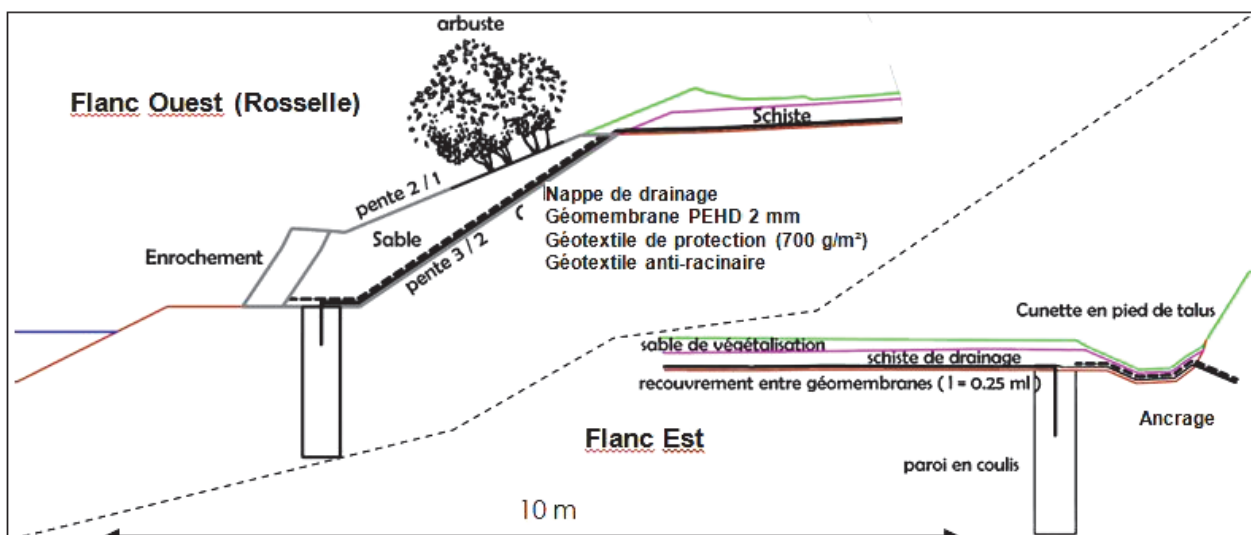 arbuste
Flanc Ouest (Rosselle)
Schiste
pente 2 / 1
Nappe de drainage
Géomembrane PEHD 2 mm
Géotextile de protection (700 g/m²)
Géotextile anti-racinaire
Sable
pente 3 / 2
Enrochement
Cunette en pied de talus
sable de végétalisation
schiste de drainage
recouvrement entre géomembranes ( l = 0.25 ml )
Ancrage
Flanc Est
paroi en coulis
10 m